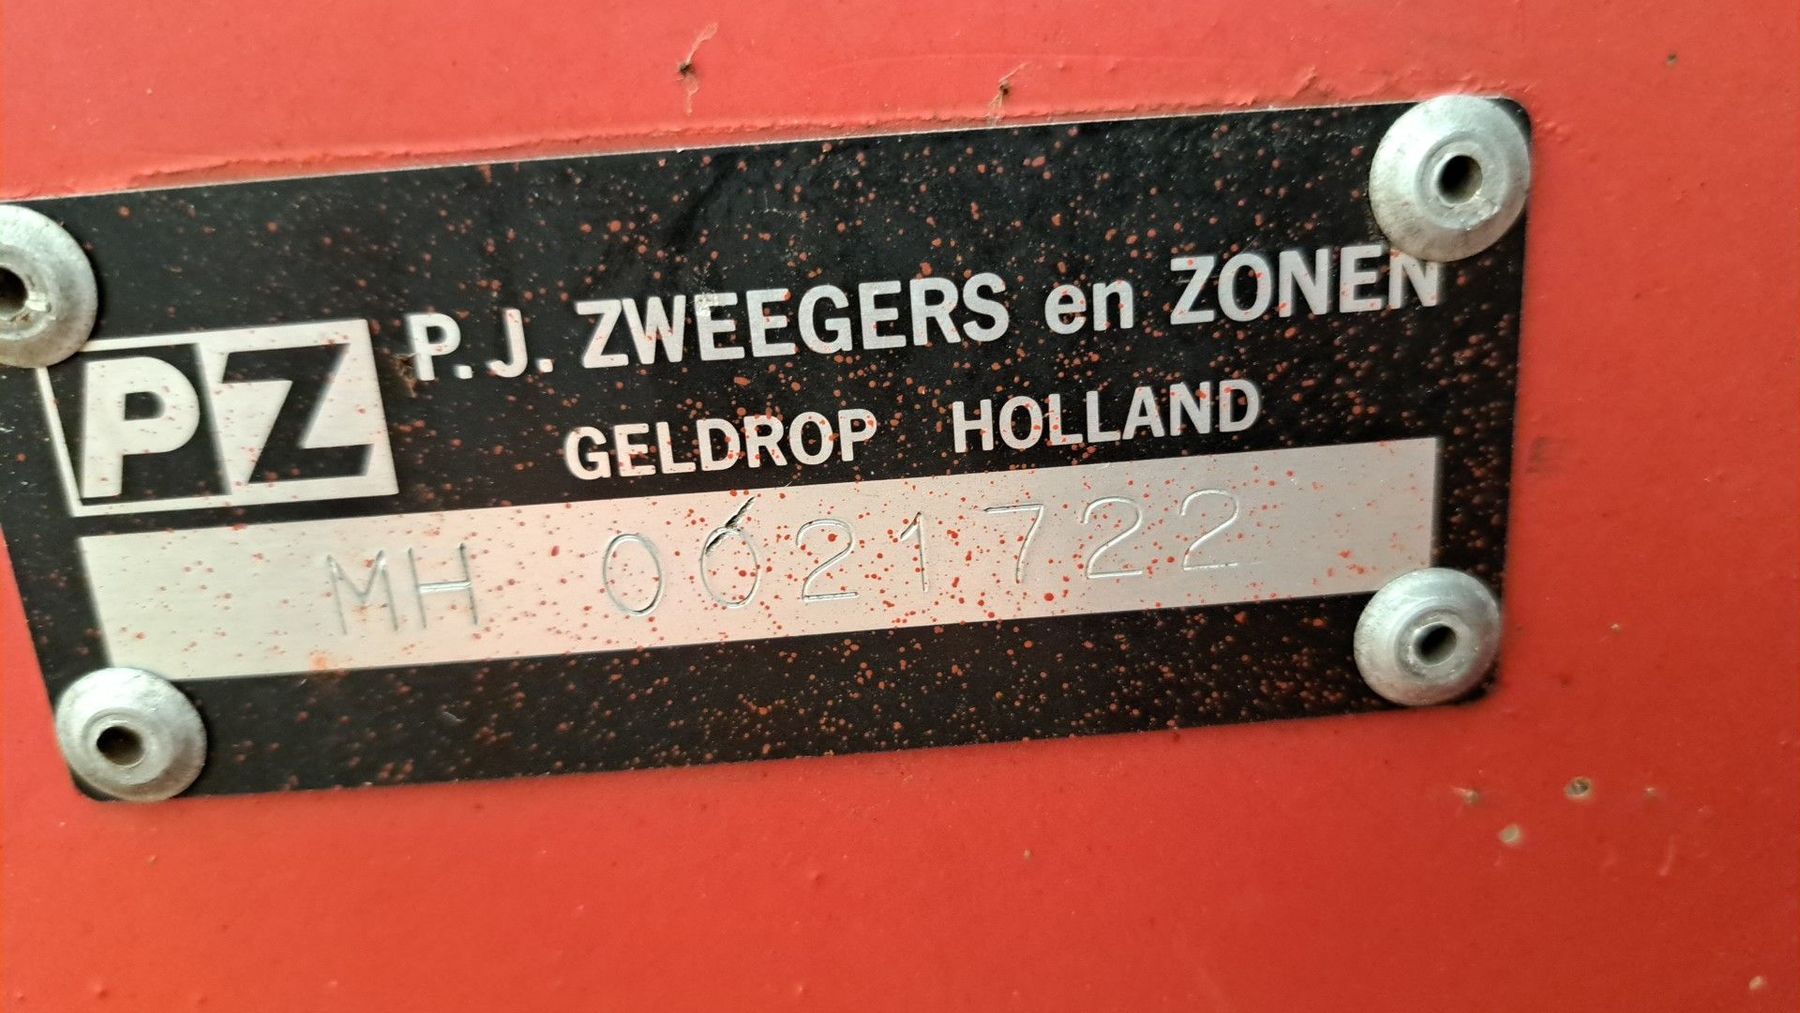 PZ
P.J. ZWEEGERS en ZONEN
GELDROP HOLLAND
MH 0021722